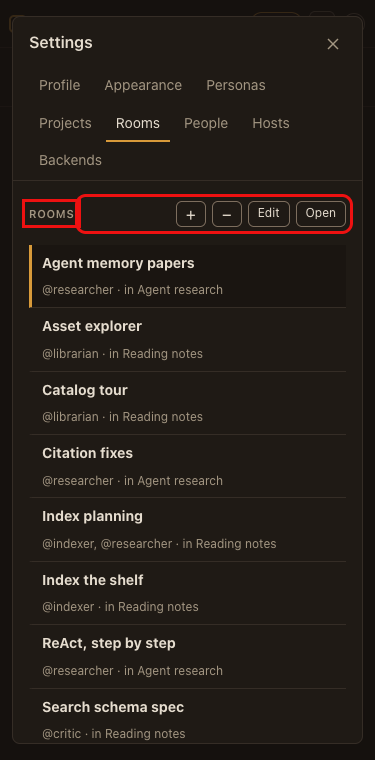 Settings ×
Profile Appearance Personas
Projects Rooms People Hosts
Backends
ROOMS + − Edit Open
Agent memory papers
@researcher · in Agent research
Asset explorer
@librarian · in Reading notes
Catalog tour
@librarian · in Reading notes
Citation fixes
@researcher · in Agent research
Index planning
@indexer, @researcher · in Reading notes
Index the shelf
@indexer · in Reading notes
ReAct, step by step
@researcher · in Agent research
Search schema spec
@critic · in Reading notes